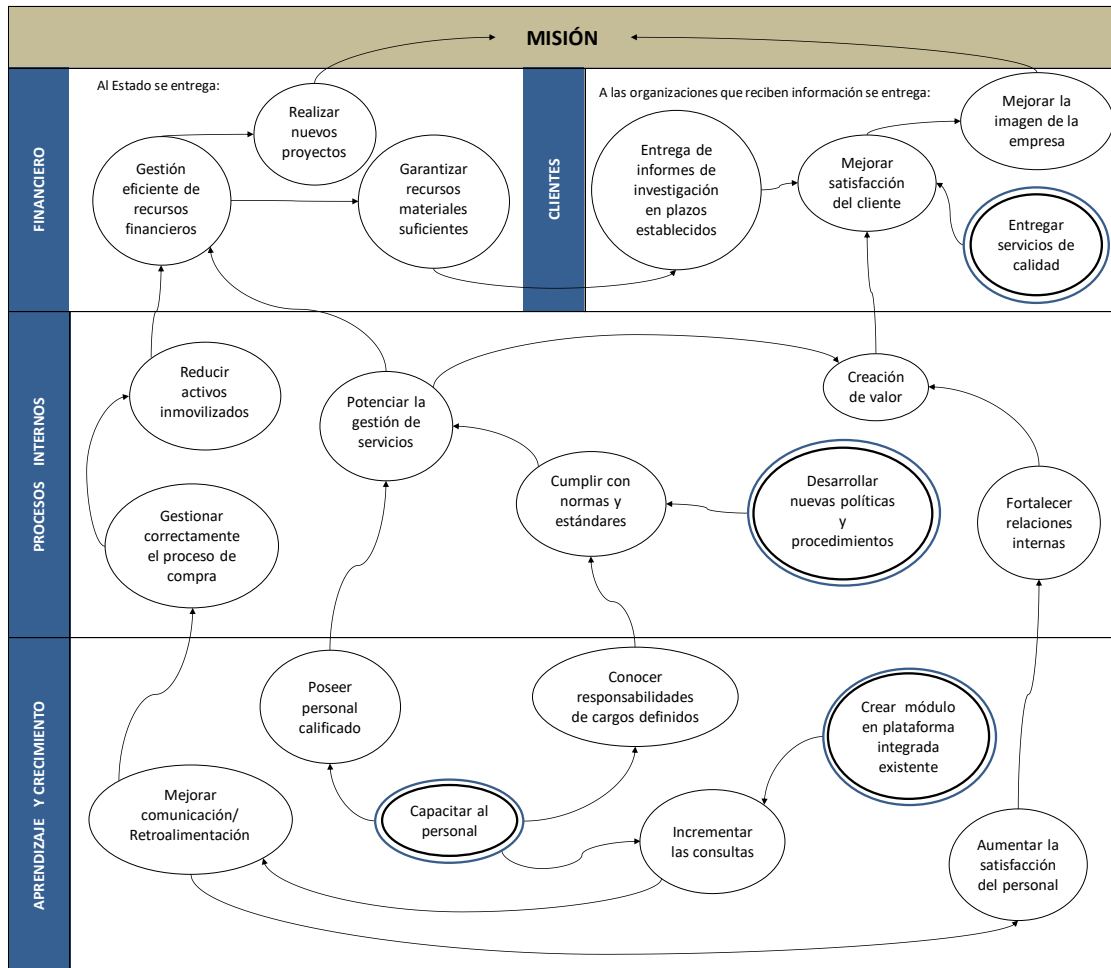 MISIÓN
FINANCIERO
Al Estado se entrega:
Realizar
nuevos
proyectos
Gestión
eficiente de
recursos
financieros
Garantizar
recursos
materiales
suficientes
CLIENTES
A las organizaciones que reciben información se entrega:
Entrega de
informes de
investigación
en plazos
establecidos
Mejorar
satisfacción
del cliente
Mejorar la
imagen de la
empresa
Entregar
servicios de
calidad
PROCESOS INTERNOS
Reducir
activos
inmovilizados
Potenciar la
gestión de
servicios
Creación
de valor
Gestionar
correctamente
el proceso de
compra
Cumplir con
normas y
estándares
Desarrollar
nuevas políticas
y
procedimientos
Fortalecer
relaciones
internas
APRENDIZAJE Y CRECIMIENTO
Poseer
personal
calificado
Conocer
responsabilidades
de cargos definidos
Crear módulo
en plataforma
integrada
existente
Mejorar
comunicación/
Retroalimentación
Capacitar al
personal
Incrementar
las consultas
Aumentar la
satisfacción
del personal